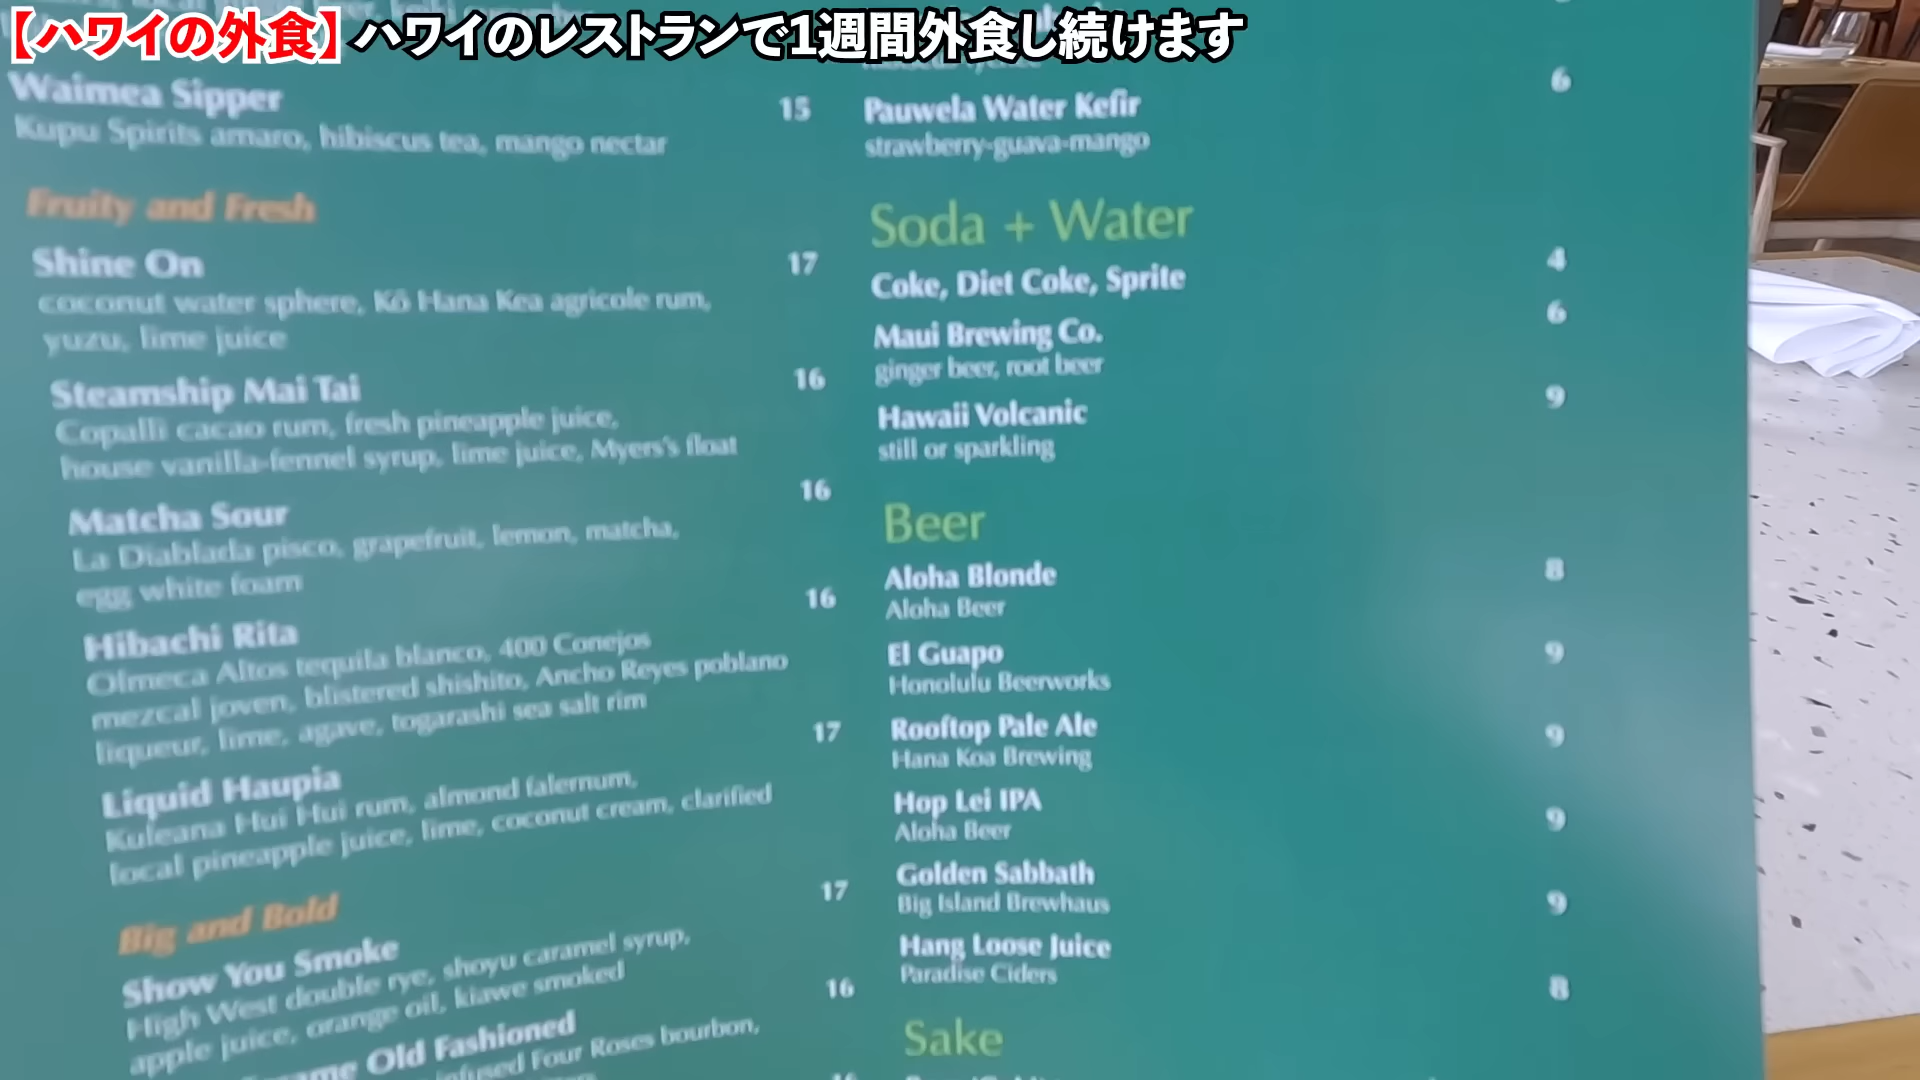 【ハワイの外食】ハワイのレストランで1週間外食し続けます
Waimea Sipper 15
Kupu Spirits amaro, hibiscus tea, mango nectar
Fruity and Fresh
Shine On 17
coconut water sphere, Kō Hana Kea agricole rum,
yuzu, lime juice
Steamship Mai Tai 16
Copalli cacao rum, fresh pineapple juice,
house vanilla-fennel syrup, lime juice, Myers's float
Matcha Sour 16
La Diablada pisco, grapefruit, lemon, matcha,
egg white foam
Hibachi Rita 16
Olmeca Altos tequila blanco, 400 Conejos
mezcal joven, blistered shishito, Ancho Reyes poblano
liqueur, lime, agave, togarashi sea salt rim
Liquid Haupia 17
Kuleana Hui Hui rum, almond falernum,
local pineapple juice, lime, coconut cream, clarified
Big and Bold
Show You Smoke 17
High West double rye, shoyu caramel syrup,
apple juice, orange oil, kiawe smoked
Old Fashioned 16
infused Four Roses bourbon,
6
Pauwela Water Kefir
strawberry-guava-mango
Soda + Water
Coke, Diet Coke, Sprite 4
Maui Brewing Co. 6
ginger beer, root beer
Hawaii Volcanic 9
still or sparkling
Beer
Aloha Blonde 8
Aloha Beer
El Guapo 9
Honolulu Beerworks
Rooftop Pale Ale 9
Hana Koa Brewing
Hop Lei IPA 9
Aloha Beer
Golden Sabbath 9
Big Island Brewhaus
Hang Loose Juice 8
Paradise Ciders
Sake